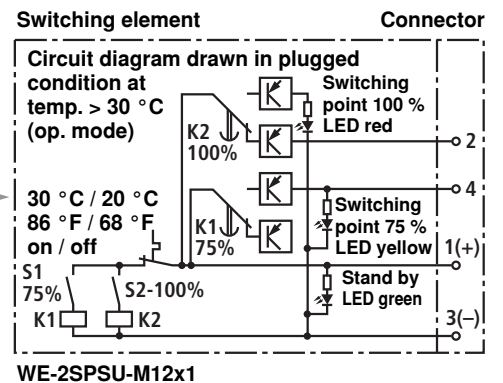 Switching element
Connector
Circuit diagram drawn in plugged
condition at
temp. > 30 °C
(op. mode)
Switching
point 100 %
LED red
K2
100%
2
4
30 °C / 20 °C
86 °F / 68 °F
on / off
K1
75%
Switching
point 75 %
LED yellow
1(+)
S1
75%
S2-100%
Stand by
LED green
K1
K2
3(–)
WE-2SPSU-M12x1